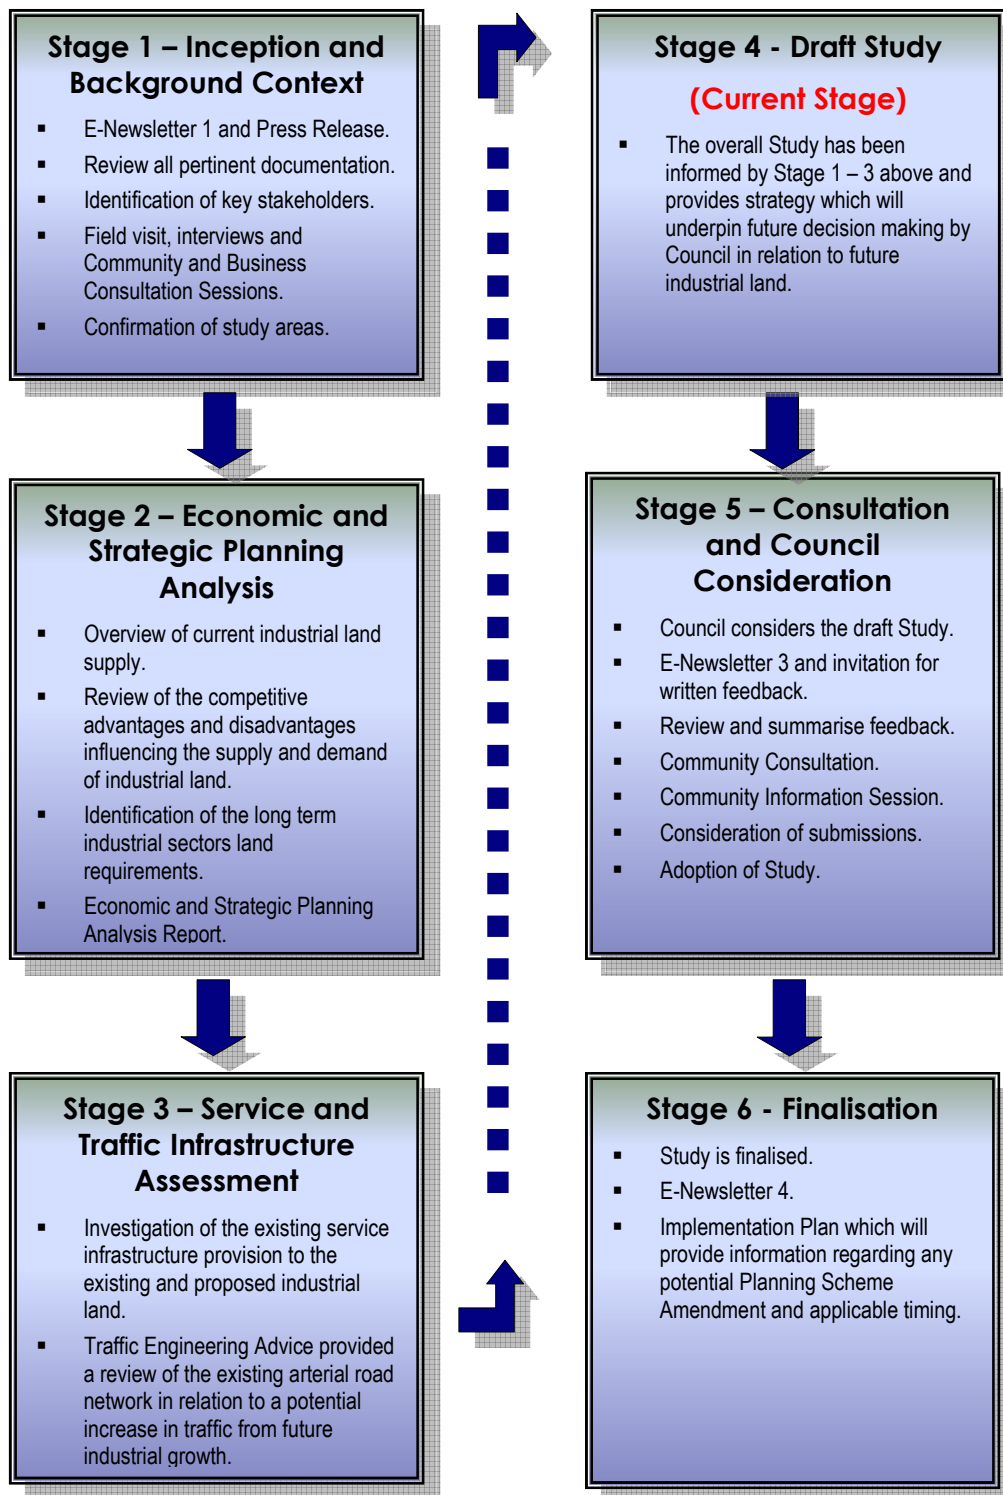 Stage 1 – Inception and
Background Context
▪ E-Newsletter 1 and Press Release.
▪ Review all pertinent documentation.
▪ Identification of key stakeholders.
▪ Field visit, interviews and
Community and Business
Consultation Sessions.
▪ Confirmation of study areas.
Stage 2 – Economic and
Strategic Planning
Analysis
▪ Overview of current industrial land
supply.
▪ Review of the competitive
advantages and disadvantages
influencing the supply and demand
of industrial land.
▪ Identification of the long term
industrial sectors land
requirements.
▪ Economic and Strategic Planning
Analysis Report.
Stage 3 – Service and
Traffic Infrastructure
Assessment
▪ Investigation of the existing service
infrastructure provision to the
existing and proposed industrial
land.
▪ Traffic Engineering Advice provided
a review of the existing arterial road
network in relation to a potential
increase in traffic from future
industrial growth.
Stage 4 - Draft Study
(Current Stage)
▪ The overall Study has been
informed by Stage 1 – 3 above and
provides strategy which will
underpin future decision making by
Council in relation to future
industrial land.
Stage 5 – Consultation
and Council
Consideration
▪ Council considers the draft Study.
▪ E-Newsletter 3 and invitation for
written feedback.
▪ Review and summarise feedback.
▪ Community Consultation.
▪ Community Information Session.
▪ Consideration of submissions.
▪ Adoption of Study.
Stage 6 - Finalisation
▪ Study is finalised.
▪ E-Newsletter 4.
▪ Implementation Plan which will
provide information regarding any
potential Planning Scheme
Amendment and applicable timing.